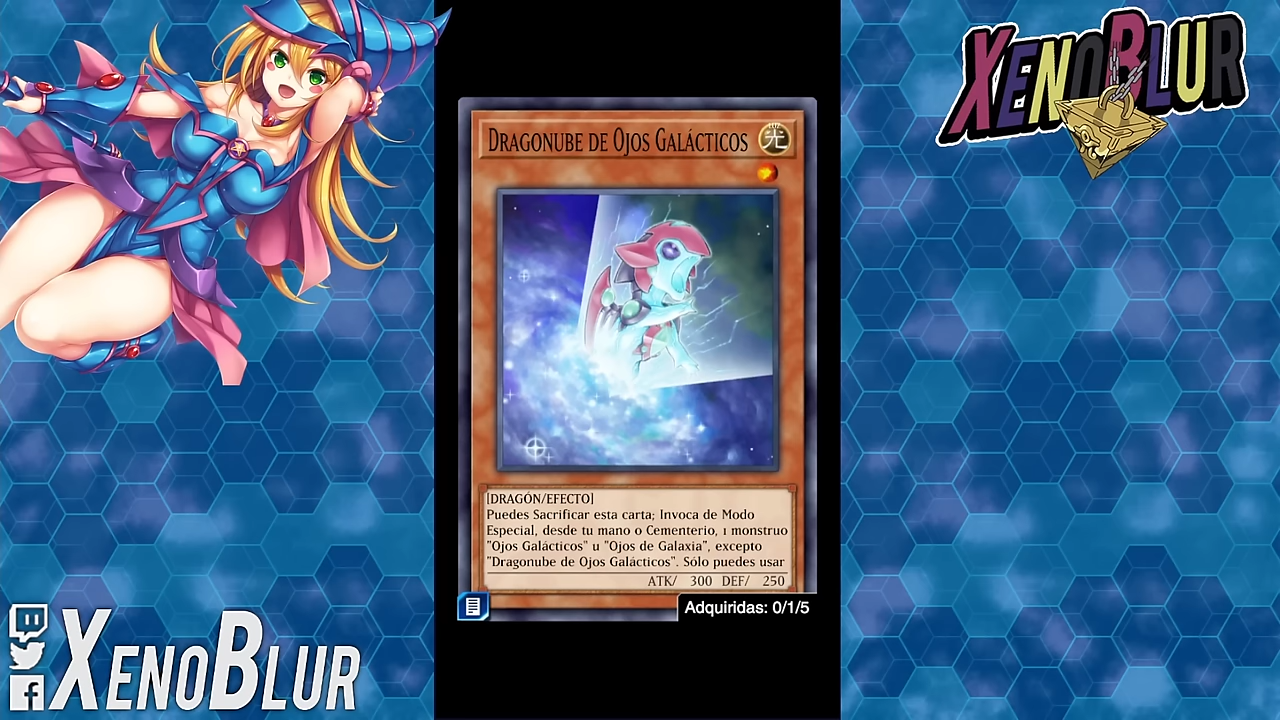 XENOBLUR
DRAGONUBE DE OJOS GALÁCTICOS
光
[DRAGÓN/EFECTO]
Puedes Sacrificar esta carta; Invoca de Modo
Especial, desde tu mano o Cementerio, 1 monstruo
"Ojos Galácticos" u "Ojos de Galaxia", excepto
"Dragonube de Ojos Galácticos". Sólo puedes usar
ATK/ 300 DEF/ 250
Adquiridas: 0/1/5
XENOBLUR